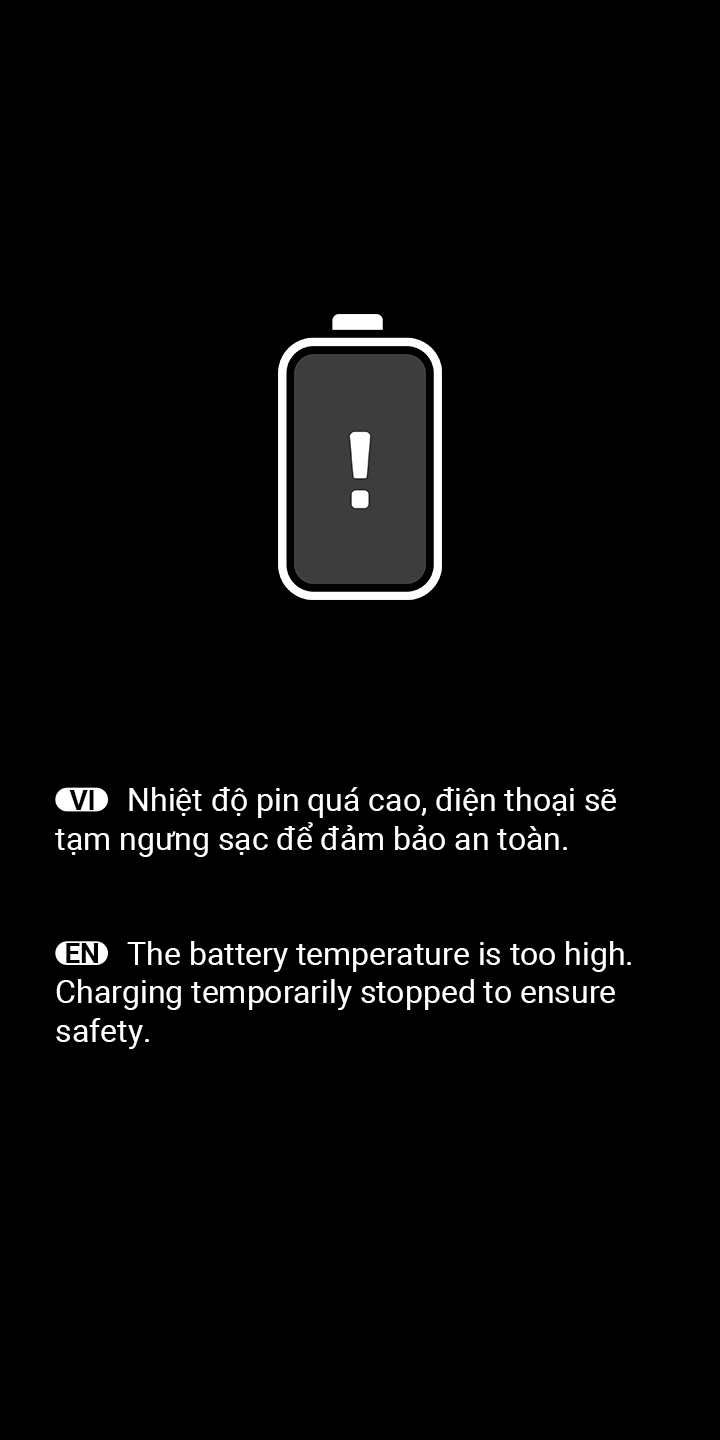 !
VI Nhiệt độ pin quá cao, điện thoại sẽ
tạm ngưng sạc để đảm bảo an toàn.
EN The battery temperature is too high.
Charging temporarily stopped to ensure
safety.